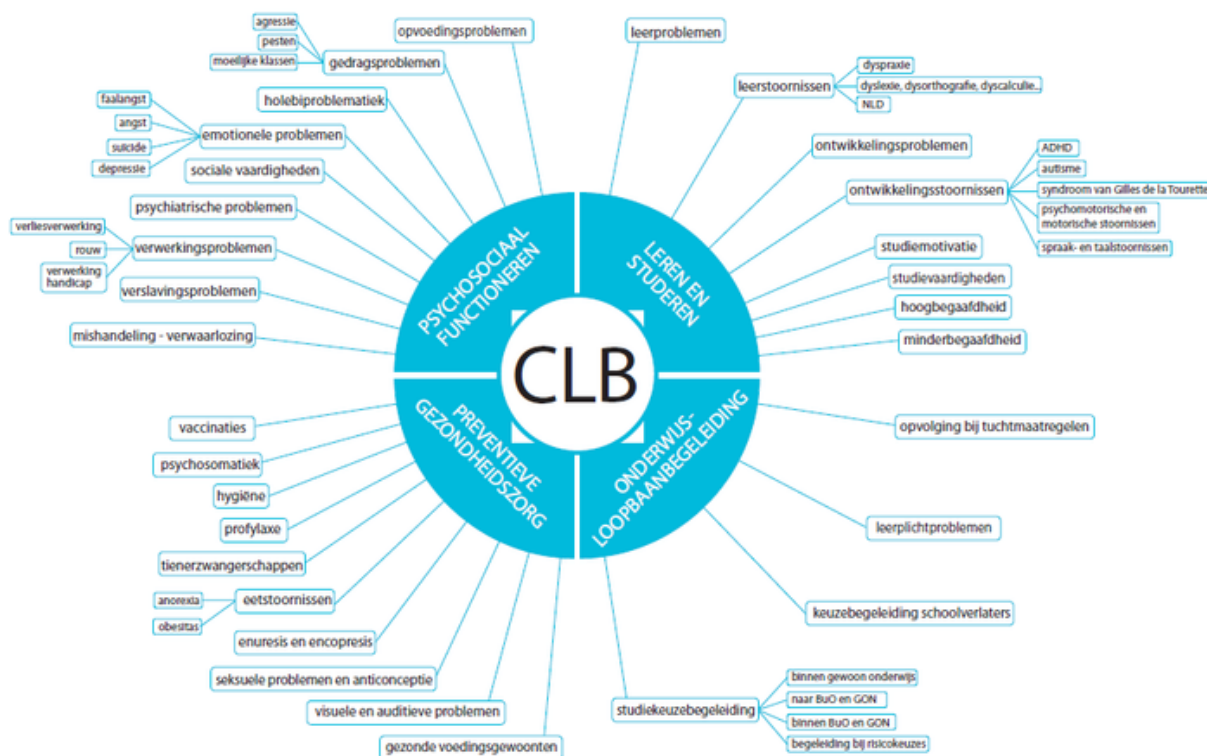 CLB
PSYCHOSOCIAAL
FUNCTIONEREN
opvoedingsproblemen
gedragsproblemen
agressie
pesten
moeilijke klassen
holebiproblematiek
emotionele problemen
faalangst
angst
suicide
depressie
sociale vaardigheden
psychiatrische problemen
verwerkingsproblemen
verliesverwerking
rouw
verwerking
handicap
verslavingsproblemen
mishandeling - verwaarlozing
LEREN EN
STUDEREN
leerproblemen
leerstoornissen
dyspraxie
dyslexie, dysorthografie, dyscalculie...
NLD
ontwikkelingsproblemen
ontwikkelingsstoornissen
ADHD
autisme
syndroom van Gilles de la Tourette
psychomotorische en
motorische stoornissen
spraak- en taalstoornissen
studiemotivatie
studievaardigheden
hoogbegaafdheid
minderbegaafdheid
PREVENTIEVE
GEZONDHEIDSZORG
vaccinaties
psychosomatiek
hygiëne
profylaxe
tienerzwangerschappen
eetstoornissen
anorexia
obesitas
enuresis en encopresis
seksuele problemen en anticonceptie
visuele en auditieve problemen
gezonde voedingsgewoonten
ONDERWIJS-
LOOPBAANBEGELEIDING
opvolging bij tuchtmaatregelen
leerplichtproblemen
keuzebegeleiding schoolverlaters
studiekeuzebegeleiding
binnen gewoon onderwijs
naar BuO en GON
binnen BuO en GON
begeleiding bij risicokeuzes